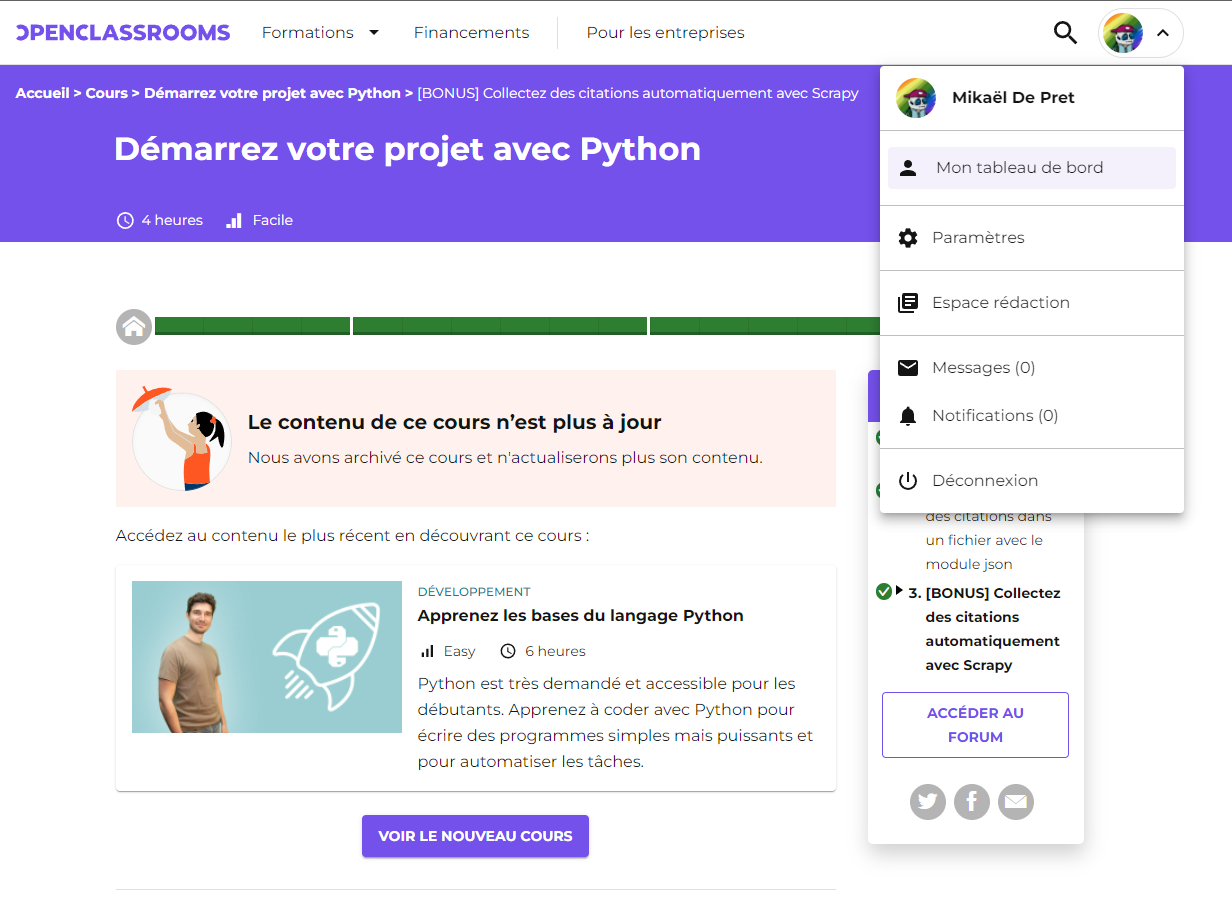 OPENCLASSROOMS
Formations
Financements
Pour les entreprises
Accueil > Cours > Démarrez votre projet avec Python > [BONUS] Collectez des citations automatiquement avec Scrapy
Démarrez votre projet avec Python
4 heures
Facile
Mikaël De Pret
Mon tableau de bord
Paramètres
Espace rédaction
Messages (0)
Notifications (0)
Déconnexion
Le contenu de ce cours n’est plus à jour
Nous avons archivé ce cours et n'actualiserons plus son contenu.
Accédez au contenu le plus récent en découvrant ce cours :
DÉVELOPPEMENT
Apprenez les bases du langage Python
Easy
6 heures
Python est très demandé et accessible pour les
débutants. Apprenez à coder avec Python pour
écrire des programmes simples mais puissants et
pour automatiser les tâches.
VOIR LE NOUVEAU COURS
des citations dans
un fichier avec le
module json
3. [BONUS] Collectez
des citations
automatiquement
avec Scrapy
ACCÉDER AU
FORUM